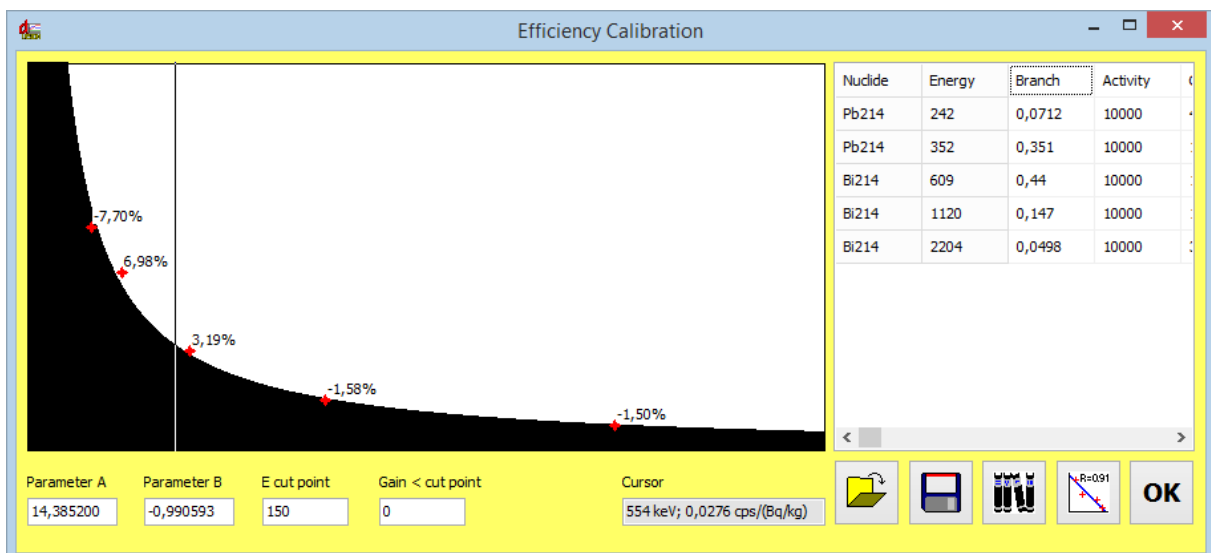 Efficiency Calibration
Nuclide Energy Branch Activity
Pb214 242 0,0712 10000
Pb214 352 0,351 10000
Bi214 609 0,44 10000
Bi214 1120 0,147 10000
Bi214 2204 0,0498 10000
-7,70%
6,98%
3,19%
-1,58%
-1,50%
Parameter A Parameter B E cut point Gain < cut point Cursor
14,385200 -0,990593 150 0 554 keV; 0,0276 cps/(Bq/kg)
R=0.91
OK